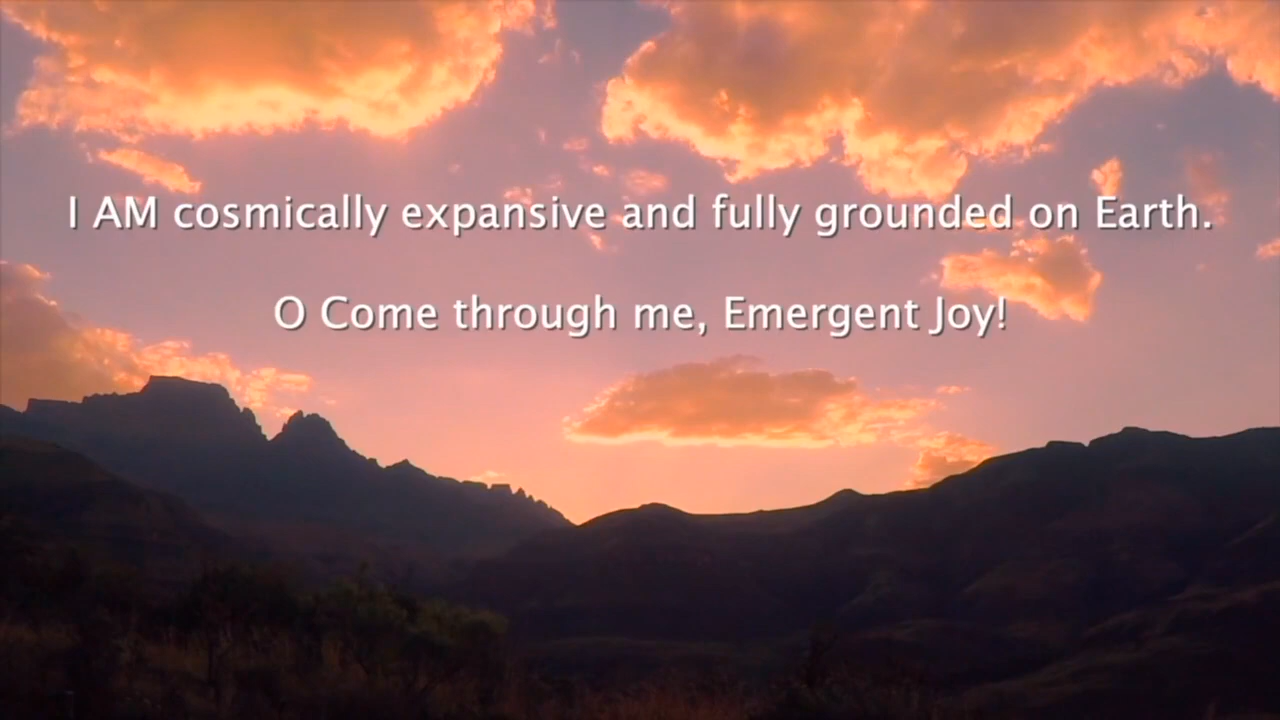 I AM cosmically expansive and fully grounded on Earth.
O Come through me, Emergent Joy!